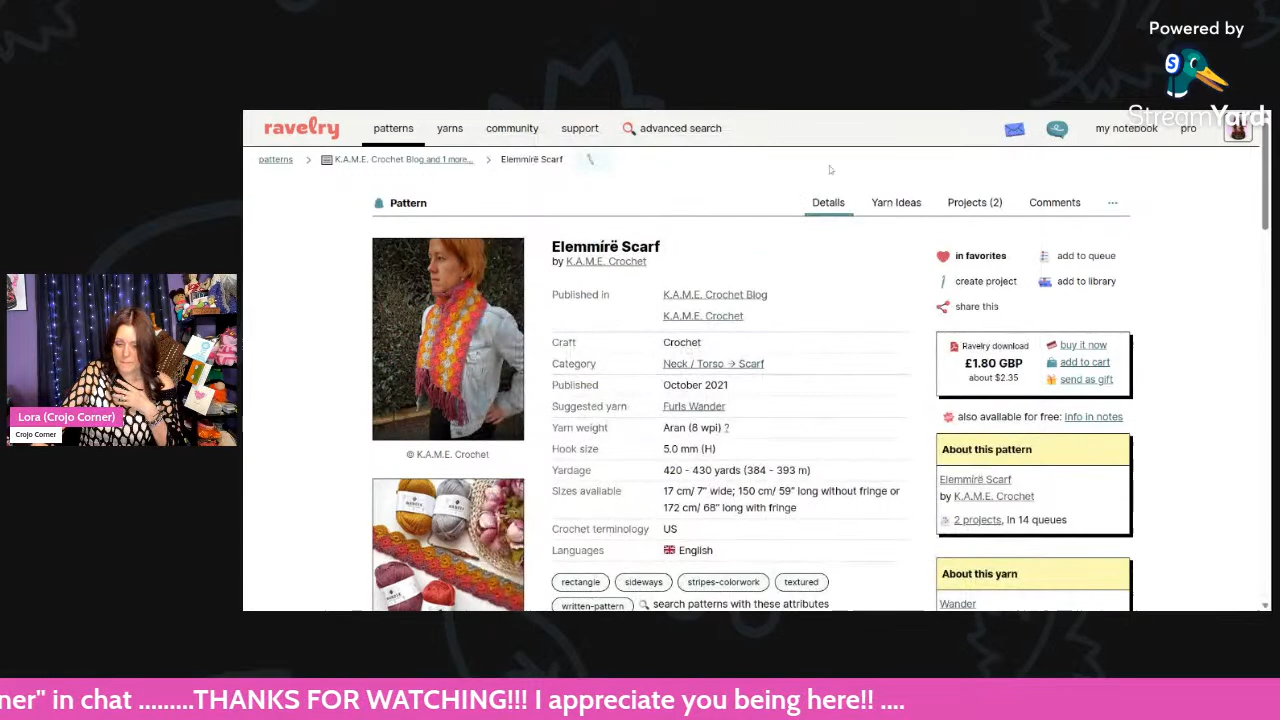 Powered by
StreamYard
ravelry
patterns yarns community support advanced search my notebook pro
patterns K.A.M.E. Crochet Blog and 1 more... Elemmírë Scarf
Pattern
Details Yarn Ideas Projects (2) Comments ...
Elemmírë Scarf
by K.A.M.E. Crochet
Published in K.A.M.E. Crochet Blog
K.A.M.E. Crochet
Craft Crochet
Category Neck / Torso → Scarf
Published October 2021
Suggested yarn Furls Wander
Yarn weight Aran (8 wpi) ?
Hook size 5.0 mm (H)
Yardage 420 - 430 yards (384 - 393 m)
Sizes available 17 cm/ 7" wide; 150 cm/ 59" long without fringe or
172 cm/ 68" long with fringe
Crochet terminology US
Languages English
rectangle sideways stripes-colorwork textured
written-pattern search patterns with these attributes
© K.A.M.E. Crochet
in favorites add to queue
create project add to library
share this
Ravelry download
£1.80 GBP
about $2.35
buy it now
add to cart
send as gift
also available for free: info in notes
About this pattern
Elemmírë Scarf
by K.A.M.E. Crochet
2 projects, in 14 queues
About this yarn
Wander
Lora (Crojo Corner)
Crojo Corner
ner" in chat .........THANKS FOR WATCHING!!! I appreciate you being here!! ....